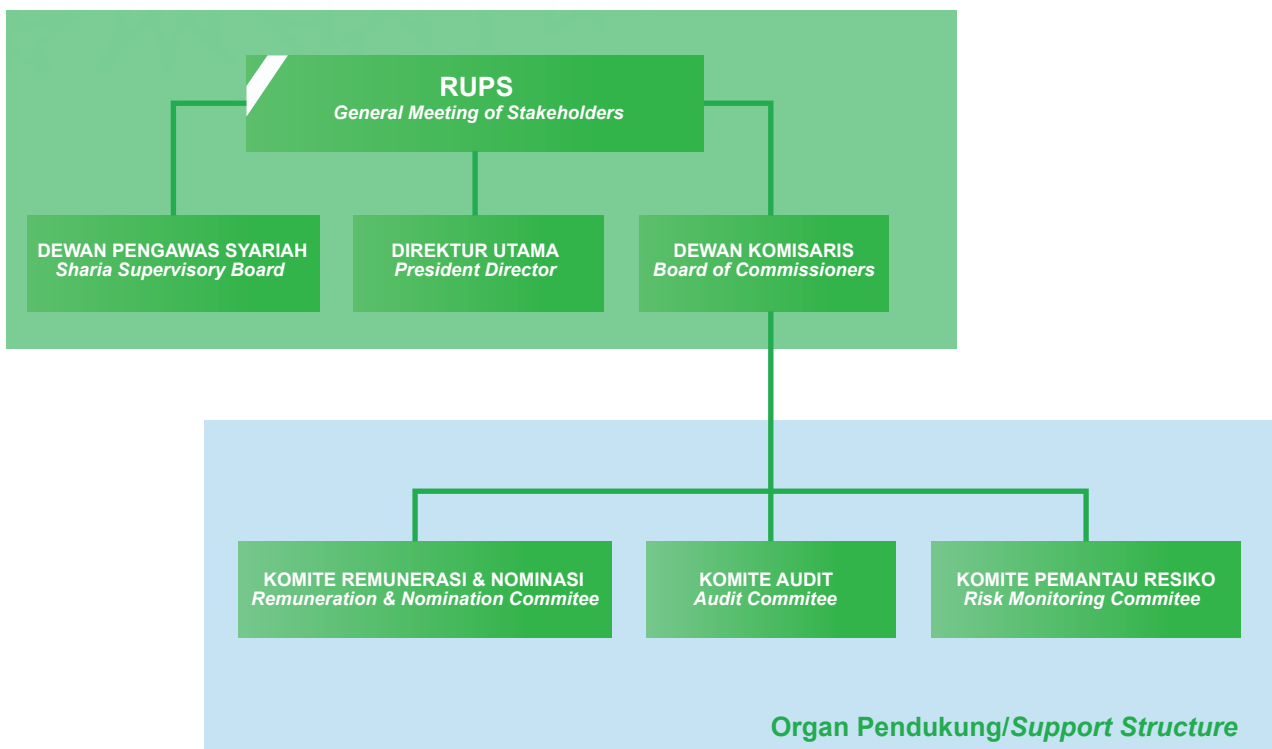 RUPS
General Meeting of Stakeholders
DEWAN PENGAWAS SYARIAH
Sharia Supervisory Board
DIREKTUR UTAMA
President Director
DEWAN KOMISARIS
Board of Commissioners
KOMITE REMUNERASI & NOMINASI
Remuneration & Nomination Commitee
KOMITE AUDIT
Audit Commitee
KOMITE PEMANTAU RESIKO
Risk Monitoring Commitee
Organ Pendukung/Support Structure